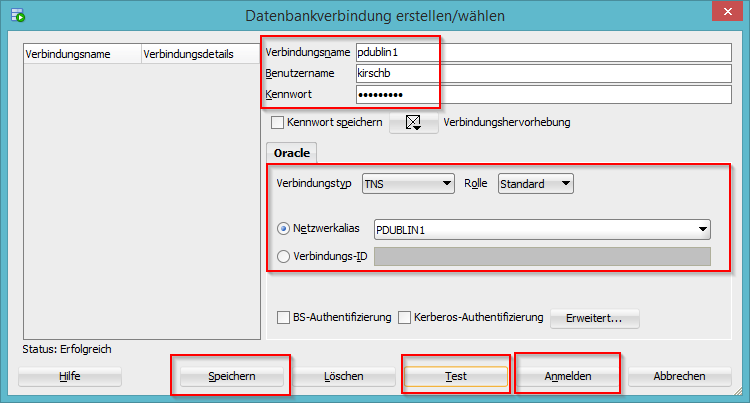 Datenbankverbindung erstellen/wählen
Verbindungsname Verbindungsdetails
Verbindungsname pdublin1
Benutzername kirschb
Kennwort •••••••••
Kennwort speichern Verbindungshervorhebung
Oracle
Verbindungstyp TNS Rolle Standard
Netzwerkalias PDUBLIN1
Verbindungs-ID
BS-Authentifizierung Kerberos-Authentifizierung Erweitert...
Status: Erfolgreich
Hilfe Speichern Löschen Test Anmelden Abbrechen